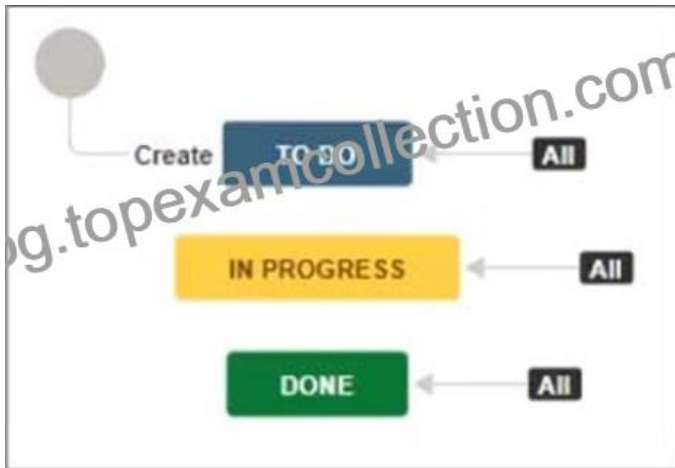 Create TO DO All
IN PROGRESS All
DONE All
og.topexamcollection.com